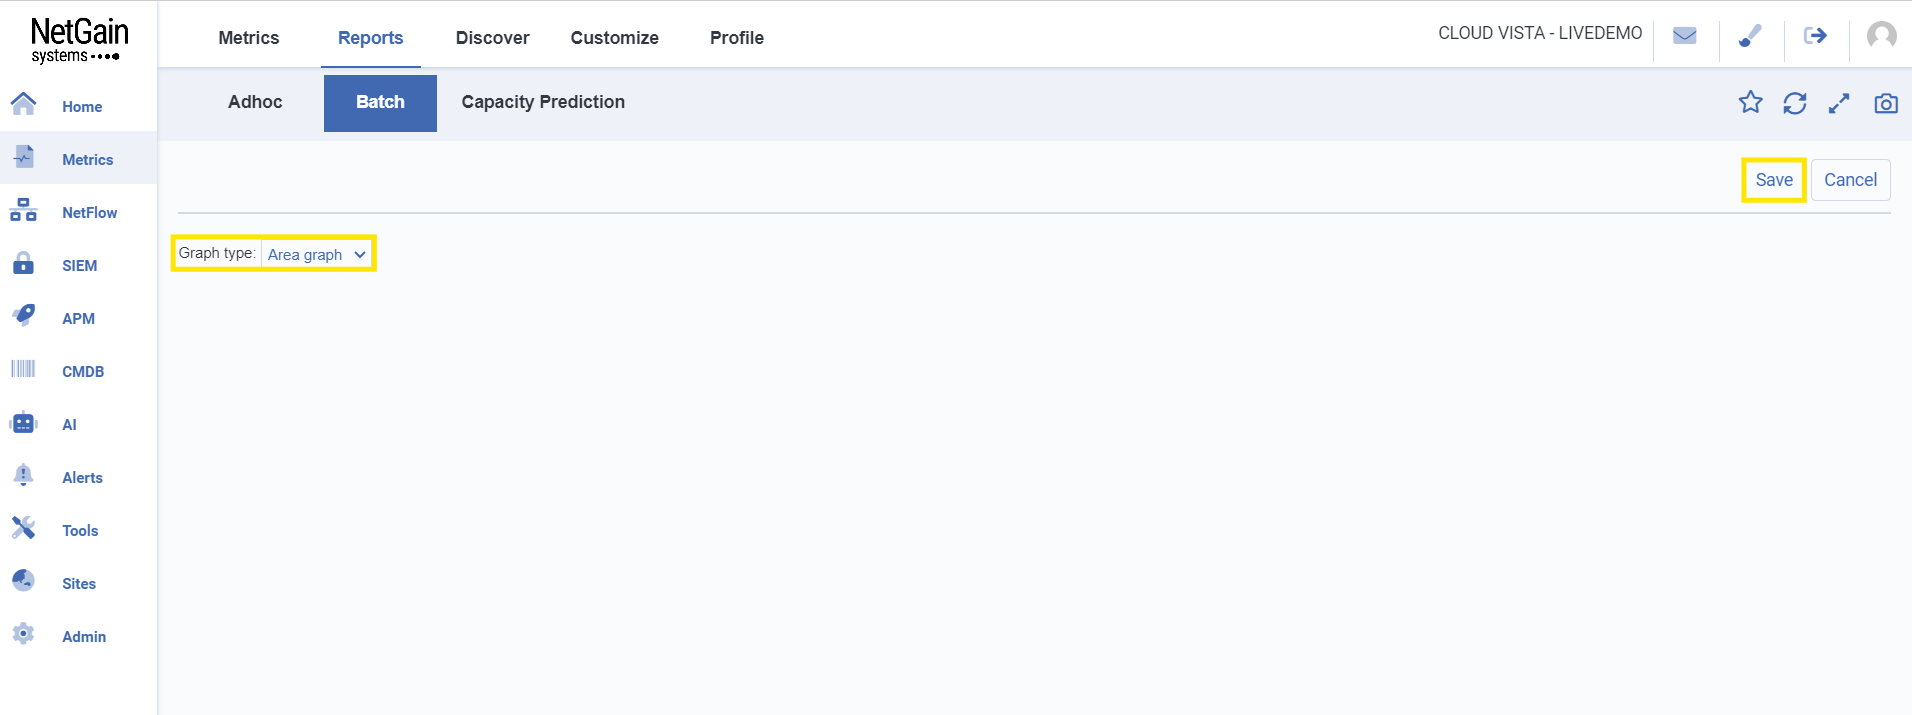 NetGain
systems
Metrics Reports Discover Customize Profile
CLOUD VISTA - LIVEDEMO
Adhoc Batch Capacity Prediction
Home
Metrics
NetFlow
SIEM
APM
CMDB
AI
Alerts
Tools
Sites
Admin
Save Cancel
Graph type: Area graph